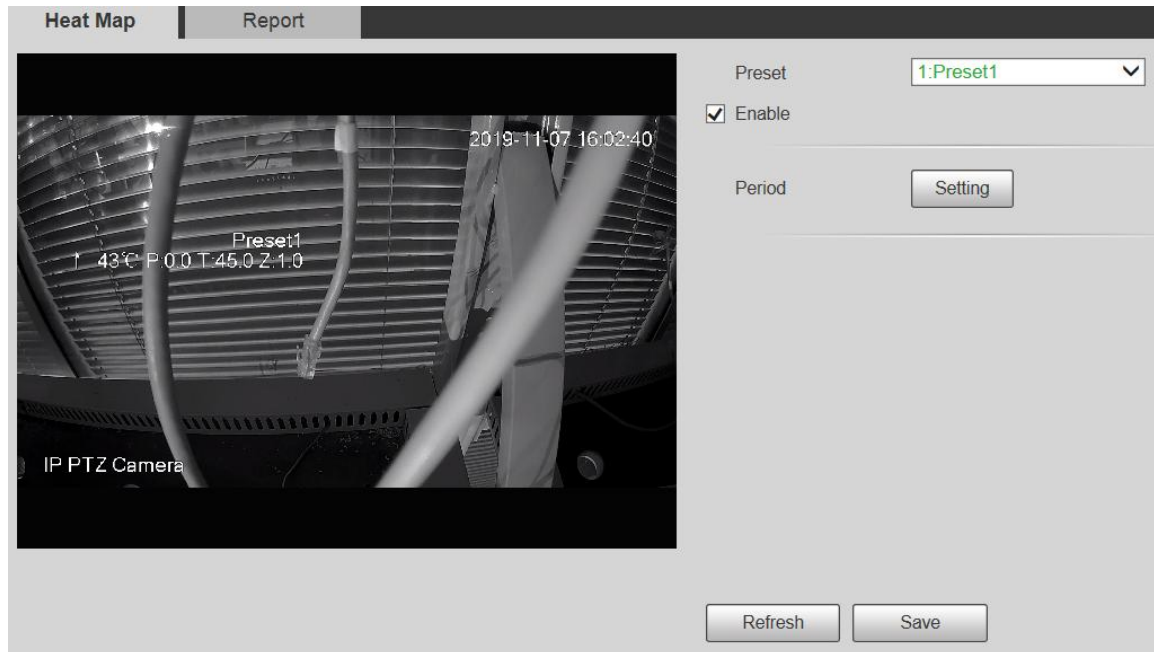 Heat Map
Report
2019-11-07 16:02:40
Preset1
↑ 43℃ P:0.0 T:45.0 Z:1.0
IP PTZ Camera
Preset
1:Preset1
Enable
Period
Setting
Refresh
Save